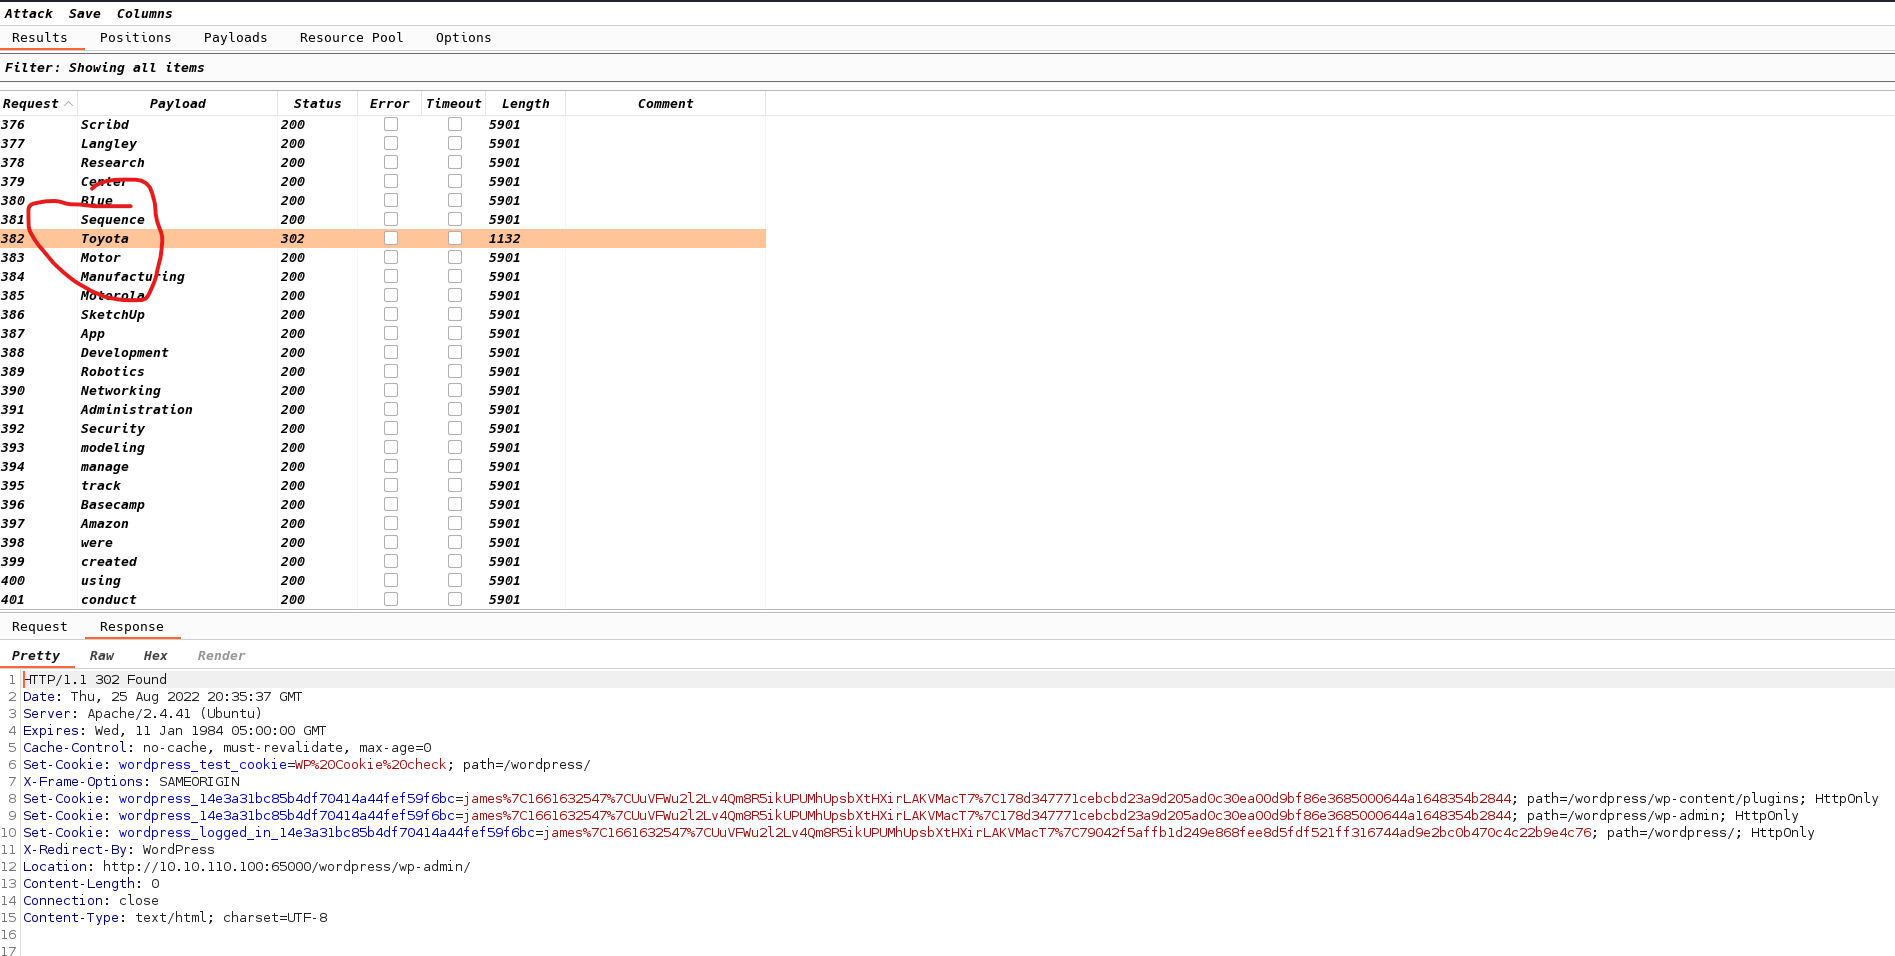 Attack Save Columns
Results Positions Payloads Resource Pool Options
Filter: Showing all items
Request Payload Status Error Timeout Length Comment
376 Scribd 200 5901
377 Langley 200 5901
378 Research 200 5901
379 Center 200 5901
380 Blue 200 5901
381 Sequence 200 5901
382 Toyota 302 1132
383 Motor 200 5901
384 Manufacturing 200 5901
385 Motorola 200 5901
386 SketchUp 200 5901
387 App 200 5901
388 Development 200 5901
389 Robotics 200 5901
390 Networking 200 5901
391 Administration 200 5901
392 Security 200 5901
393 modeling 200 5901
394 manage 200 5901
395 track 200 5901
396 Basecamp 200 5901
397 Amazon 200 5901
398 were 200 5901
399 created 200 5901
400 using 200 5901
401 conduct 200 5901
Request Response
Pretty Raw Hex Render
1 HTTP/1.1 302 Found
2 Date: Thu, 25 Aug 2022 20:35:37 GMT
3 Server: Apache/2.4.41 (Ubuntu)
4 Expires: Wed, 11 Jan 1984 05:00:00 GMT
5 Cache-Control: no-cache, must-revalidate, max-age=0
6 Set-Cookie: wordpress_test_cookie=WP%20Cookie%20check; path=/wordpress/
7 X-Frame-Options: SAMEORIGIN
8 Set-Cookie: wordpress_14e3a31bc85b4df70414a44fef59f6bc=james%7C1661632547%7CUuVFWu2l2Lv4Qm8R5ikUPUMhUpsbXtHXirLAKVMacT7%7C178d347771cebcbd23a9d205ad0c30ea00d9bf86e3685000644a1648354b2844; path=/wordpress/wp-content/plugins; HttpOnly
9 Set-Cookie: wordpress_14e3a31bc85b4df70414a44fef59f6bc=james%7C1661632547%7CUuVFWu2l2Lv4Qm8R5ikUPUMhUpsbXtHXirLAKVMacT7%7C178d347771cebcbd23a9d205ad0c30ea00d9bf86e3685000644a1648354b2844; path=/wordpress/wp-admin; HttpOnly
10 Set-Cookie: wordpress_logged_in_14e3a31bc85b4df70414a44fef59f6bc=james%7C1661632547%7CUuVFWu2l2Lv4Qm8R5ikUPUMhUpsbXtHXirLAKVMacT7%7C79042f5affb1d249e868fee8d5fdf521ff316744ad9e2bc0b470c4c22b9e4c76; path=/wordpress/; HttpOnly
11 X-Redirect-By: WordPress
12 Location: http://10.10.110.100:65000/wordpress/wp-admin/
13 Content-Length: 0
14 Connection: close
15 Content-Type: text/html; charset=UTF-8
16
17